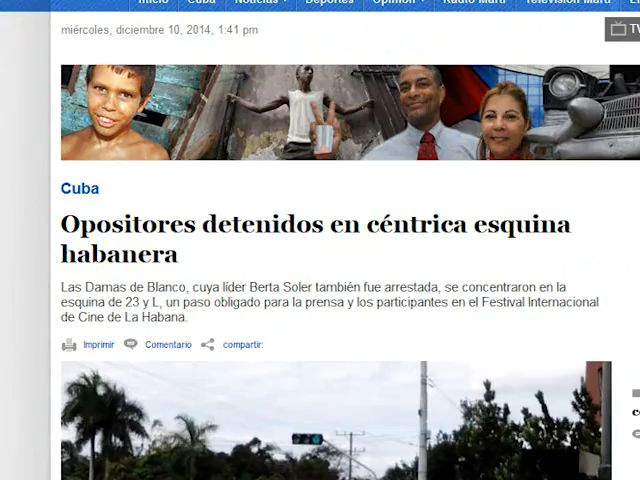 Inicio Cuba Noticias Deportes Opinión Radio Martí Televisión Martí
miércoles, diciembre 10, 2014, 1:41 pm
TV
Cuba
Opositores detenidos en céntrica esquina
habanera
Las Damas de Blanco, cuya líder Berta Soler también fue arrestada, se concentraron en la
esquina de 23 y L, un paso obligado para la prensa y los participantes en el Festival Internacional
de Cine de La Habana.
Imprimir Comentario compartir: